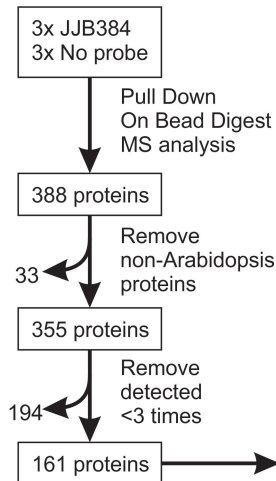 3x JJB384
3x No probe
Pull Down
On Bead Digest
MS analysis
388 proteins
Remove
non-Arabidopsis
proteins
33
355 proteins
Remove
detected
<3 times
194
161 proteins